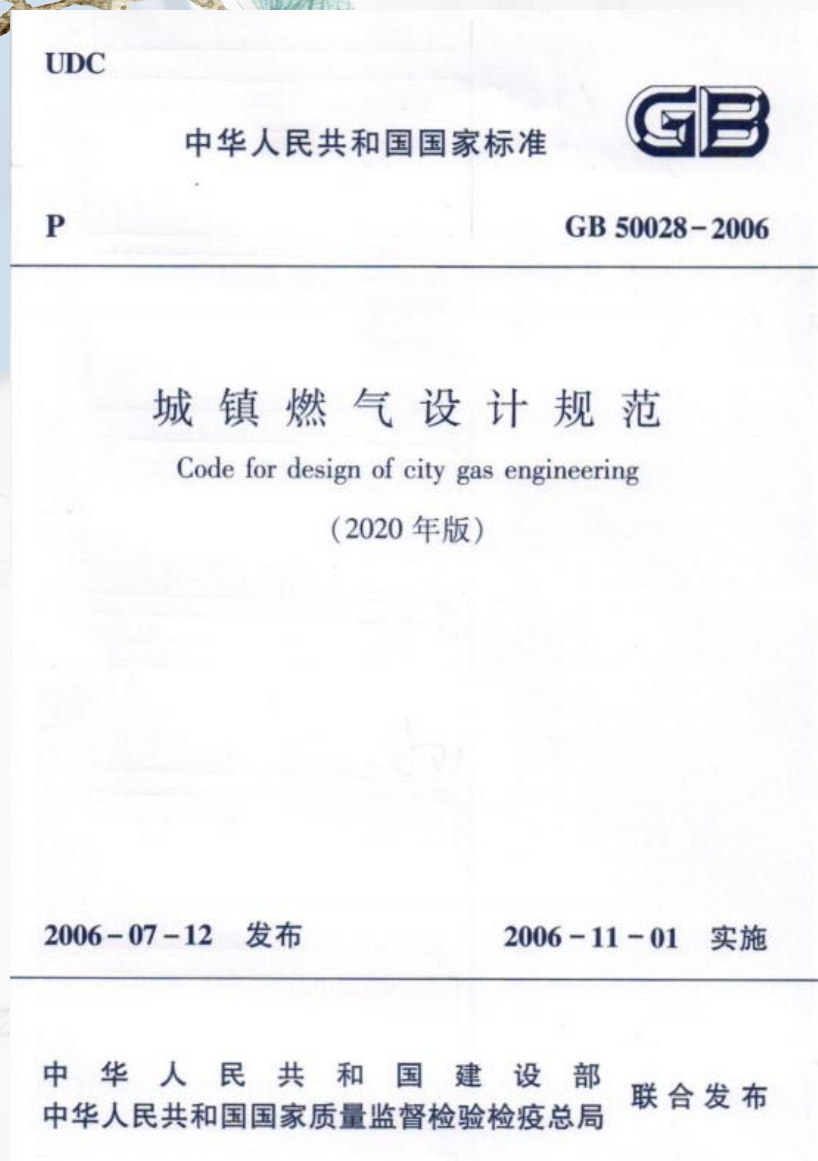 UDC
中华人民共和国国家标准
GB
P
GB 50028-2006
城镇燃气设计规范
Code for design of city gas engineering
(2020 年版)
2006-07-12 发布
2006-11-01 实施
中华人民共和国建设部
中华人民共和国国家质量监督检验检疫总局
联合发布